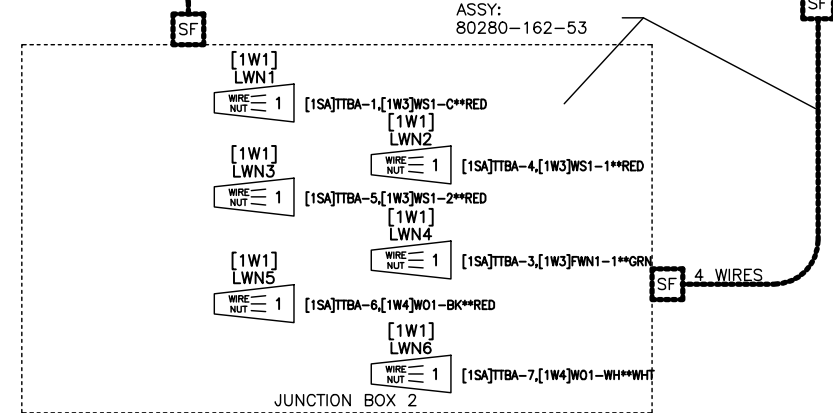 ASSY:
80280-162-53
SF
SF
[1W1]
LWN1
WIRE NUT 1
[1SA]TTBA-1,[1W3]WS1-C**RED
[1W1]
LWN2
WIRE NUT 1
[1SA]TTBA-4,[1W3]WS1-1**RED
[1W1]
LWN3
WIRE NUT 1
[1SA]TTBA-5,[1W3]WS1-2**RED
[1W1]
LWN4
WIRE NUT 1
[1SA]TTBA-3,[1W3]FWN1-1**GRN
SF
4 WIRES
[1W1]
LWN5
WIRE NUT 1
[1SA]TTBA-6,[1W4]WO1-BK**RED
[1W1]
LWN6
WIRE NUT 1
[1SA]TTBA-7,[1W4]WO1-WH**WHT
JUNCTION BOX 2